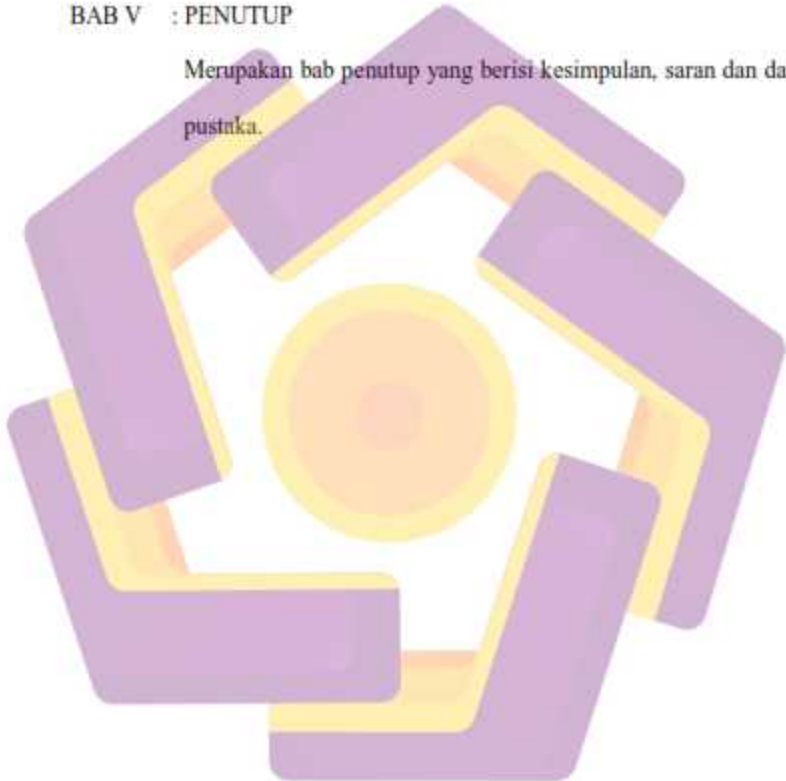 BAB V : PENUTUP
Merupakan bab penutup yang berisi kesimpulan, saran dan
pustaka.